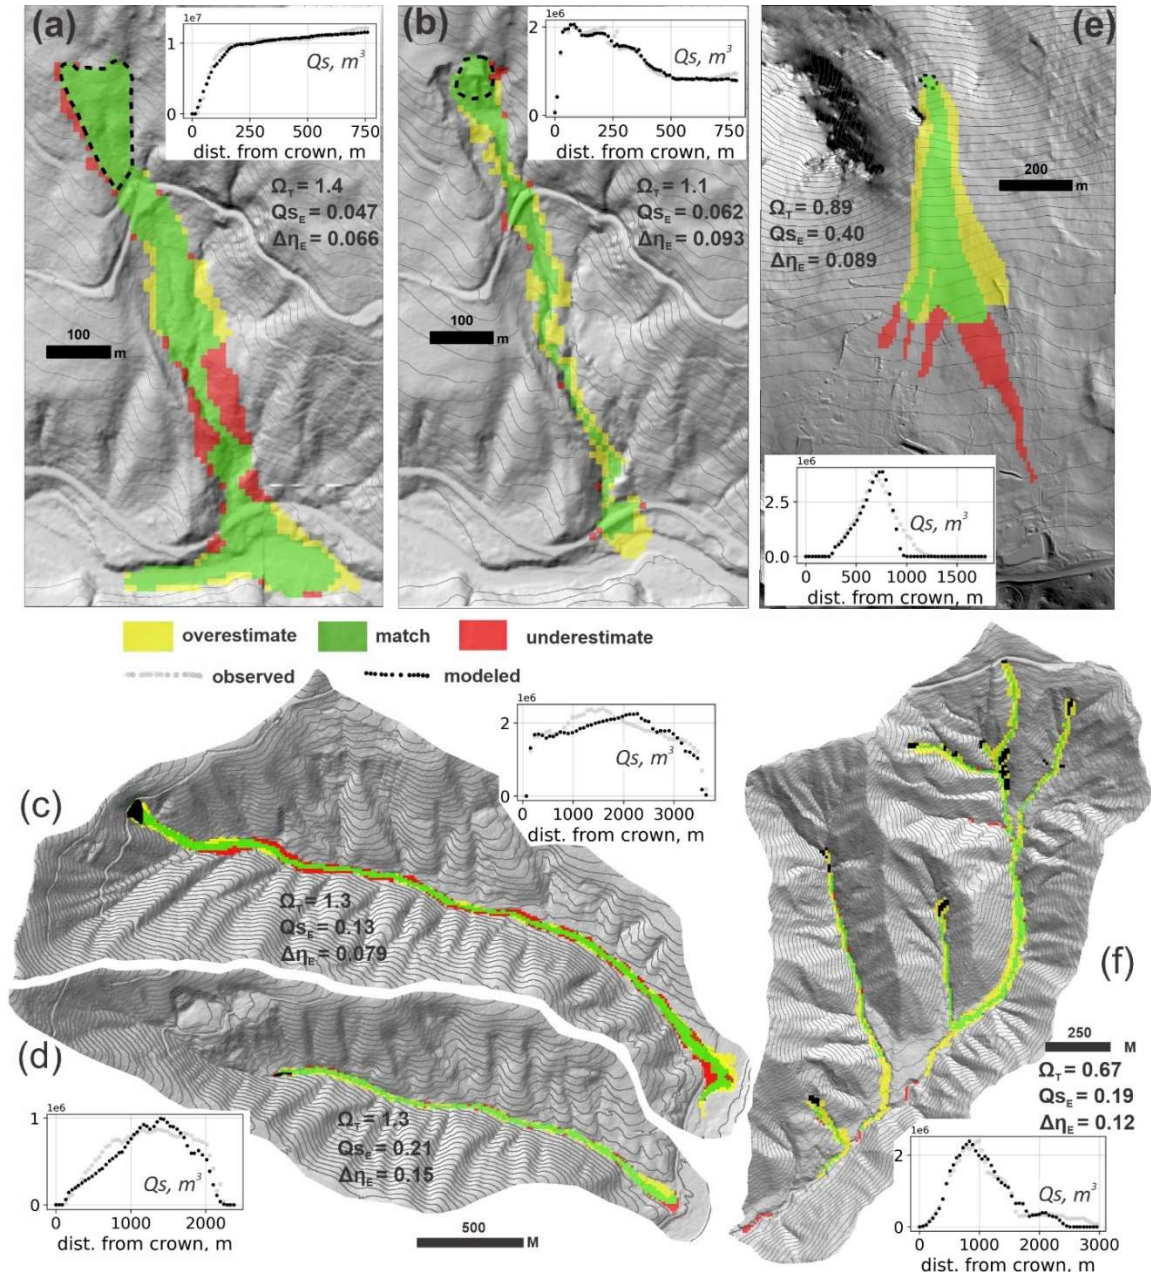 (a)
1e7
1
0
Qs, m³
0 250 500 750
dist. from crown, m
Ω_T = 1.4
Qs_E = 0.047
Δη_E = 0.066
100
m
(b)
1e6
2
1
0
Qs, m³
0 250 500 750
dist. from crown, m
Ω_T = 1.1
Qs_E = 0.062
Δη_E = 0.093
100
m
(e)
200
m
Ω_T = 0.89
Qs_E = 0.40
Δη_E = 0.089
1e6
2.5
0.0
Qs, m³
0 500 1000 1500
dist. from crown, m
overestimate match underestimate
observed modeled
(c)
1e6
2
0
Qs, m³
0 1000 2000 3000
dist. from crown, m
Ω_T = 1.3
Qs_E = 0.13
Δη_E = 0.079
(d)
1e6
1
0
Qs, m³
0 1000 2000
dist. from crown, m
Ω_T = 1.3
Qs_E = 0.21
Δη_E = 0.15
500
M
(f)
250
M
Ω_T = 0.67
Qs_E = 0.19
Δη_E = 0.12
1e6
2
0
Qs, m³
0 1000 2000 3000
dist. from crown, m